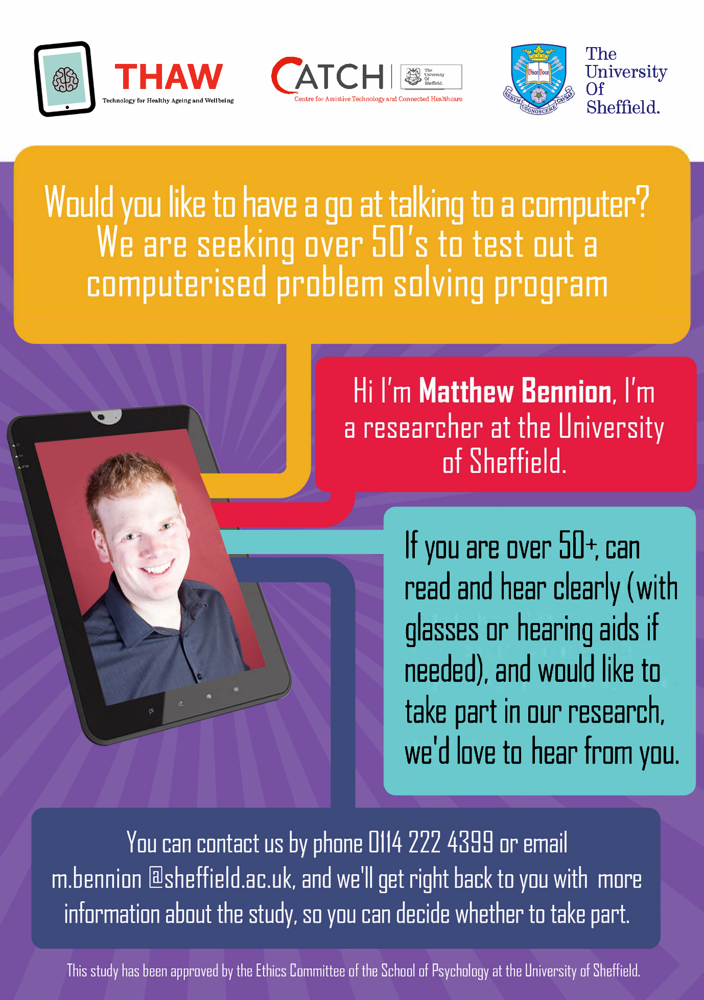 THAW
Technology for Healthy Ageing and Wellbeing
CATCH
The
University
Of
Sheffield.
Centre for Assistive Technology and Connected Healthcare
Disce Doce
RERVM
COGNOSCERE
CAVSAS
The
University
Of
Sheffield.
Would you like to have a go at talking to a computer?
We are seeking over 50's to test out a
computerised problem solving program
Hi I'm Matthew Bennion, I'm
a researcher at the University
of Sheffield.
If you are over 50+, can
read and hear clearly (with
glasses or hearing aids if
needed), and would like to
take part in our research,
we'd love to hear from you.
You can contact us by phone 0114 222 4399 or email
m.bennion @sheffield.ac.uk, and we'll get right back to you with more
information about the study, so you can decide whether to take part.
This study has been approved by the Ethics Committee of the School of Psychology at the University of Sheffield.